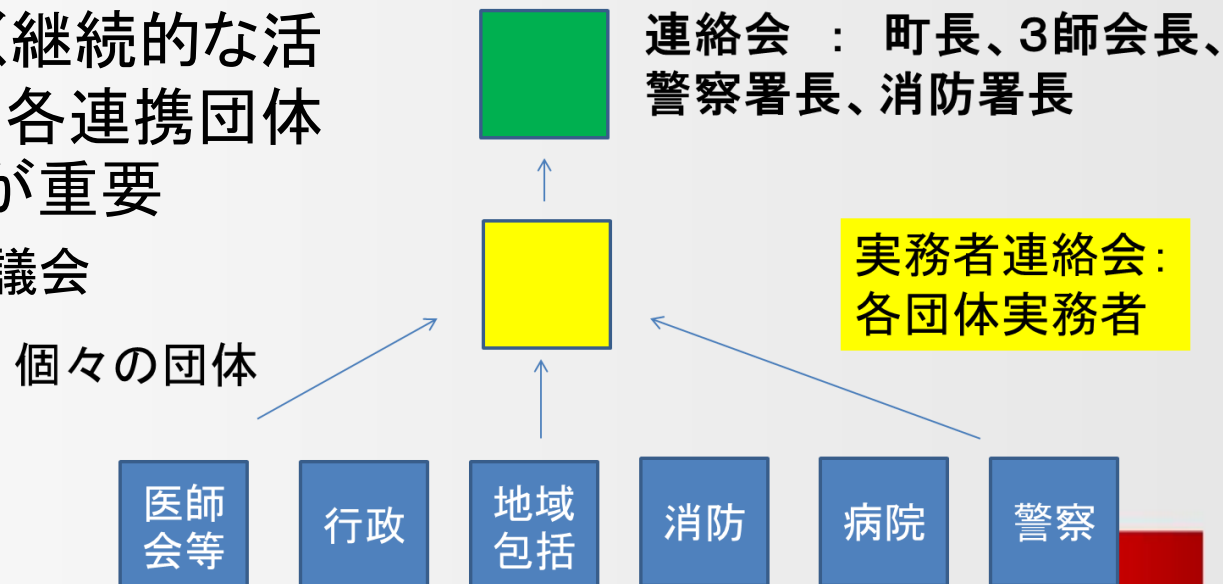 く継続的な活
各連携団体
が重要
議会
個々の団体
連絡会 ： 町長、3師会長、
警察署長、消防署長
実務者連絡会：
各団体実務者
医師
会等
行政
地域
包括
消防
病院
警察